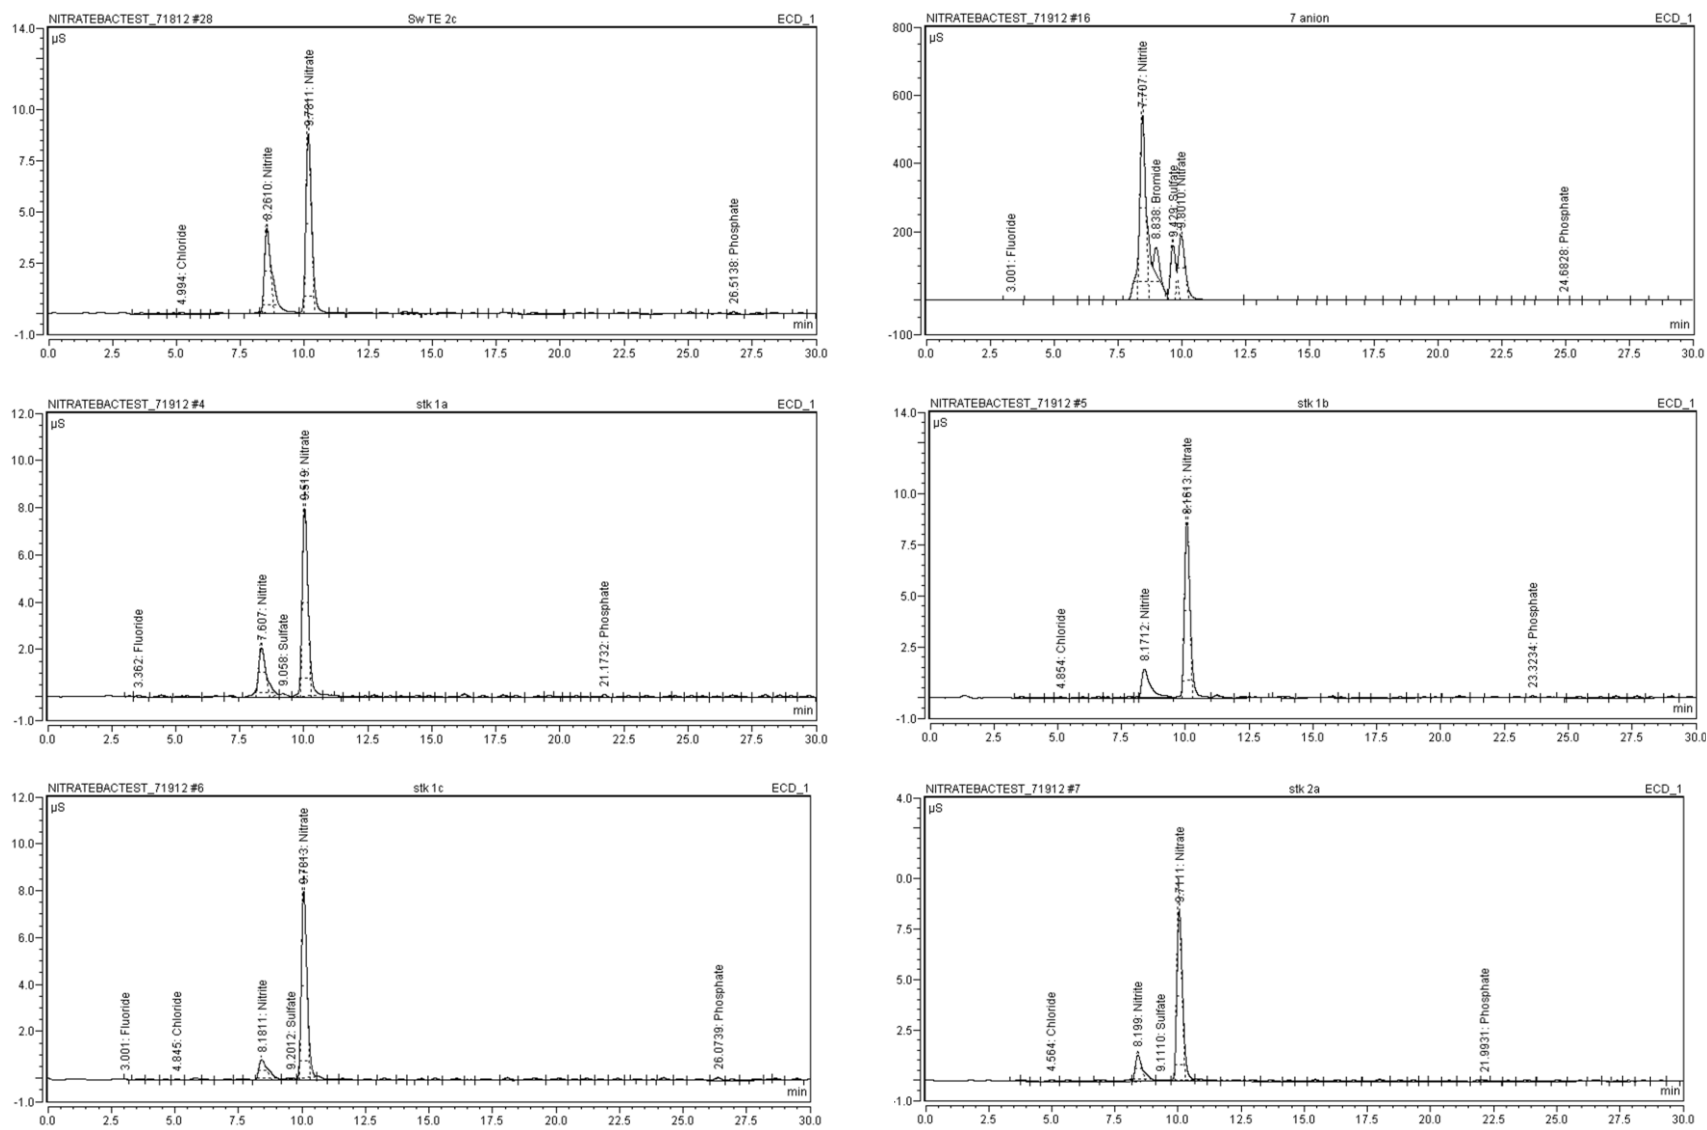 NITRATEBACTEST_71812 #28 Sw TE 2c ECD_1
µS
14.0
10.0
7.5
5.0
2.5
-1.0
4.994: Chloride
8.2610: Nitrite
9.7811: Nitrate
26.5138: Phosphate
min
0.0 2.5 5.0 7.5 10.0 12.5 15.0 17.5 20.0 22.5 25.0 27.5 30.0
NITRATEBACTEST_71912 #16 7 anion ECD_1
µS
800
600
400
200
-100
3.001: Fluoride
7.707: Nitrite
8.838: Bromide
9.429: Sulfate
9.8010: Nitrate
24.6828: Phosphate
min
0.0 2.5 5.0 7.5 10.0 12.5 15.0 17.5 20.0 22.5 25.0 27.5 30.0
NITRATEBACTEST_71912 #4 stk 1a ECD_1
µS
12.0
10.0
8.0
6.0
4.0
2.0
-1.0
3.362: Fluoride
7.607: Nitrite
9.058: Sulfate
9.519: Nitrate
21.1732: Phosphate
min
0.0 2.5 5.0 7.5 10.0 12.5 15.0 17.5 20.0 22.5 25.0 27.5 30.0
NITRATEBACTEST_71912 #5 stk 1b ECD_1
µS
14.0
10.0
7.5
5.0
2.5
-1.0
4.854: Chloride
8.1712: Nitrite
Nitrate
23.3234: Phosphate
min
0.0 2.5 5.0 7.5 10.0 12.5 15.0 17.5 20.0 22.5 25.0 27.5 30.0
NITRATEBACTEST_71912 #6 stk 1c ECD_1
µS
12.0
10.0
8.0
6.0
4.0
2.0
-1.0
3.001: Fluoride
4.845: Chloride
8.1811: Nitrite
9.2012: Sulfate
9.7813: Nitrate
26.0739: Phosphate
min
0.0 2.5 5.0 7.5 10.0 12.5 15.0 17.5 20.0 22.5 25.0 27.5 30.0
NITRATEBACTEST_71912 #7 stk 2a ECD_1
µS
4.0
0.0
7.5
5.0
2.5
1.0
4.564: Chloride
8.199: Nitrite
9.1110: Sulfate
9.7111: Nitrate
21.9931: Phosphate
min
0.0 2.5 5.0 7.5 10.0 12.5 15.0 17.5 20.0 22.5 25.0 27.5 30.0